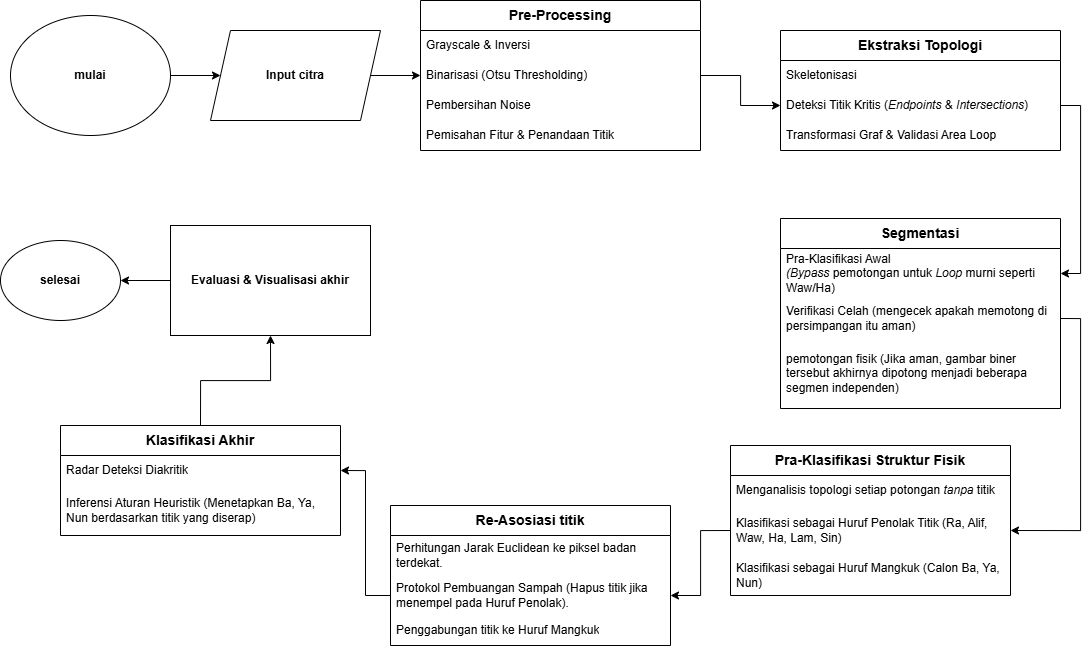 mulai
Input citra
Pre-Processing
Grayscale & Inversi
Binarisasi (Otsu Thresholding)
Pembersihan Noise
Pemisahan Fitur & Penandaan Titik
Ekstraksi Topologi
Skeletonisasi
Deteksi Titik Kritis (Endpoints & Intersections)
Transformasi Graf & Validasi Area Loop
Segmentasi
Pra-Klasifikasi Awal
(Bypass pemotongan untuk Loop murni seperti
Waw/Ha)
Verifikasi Celah (mengecek apakah memotong di
persimpangan itu aman)
pemotongan fisik (Jika aman, gambar biner
tersebut akhirnya dipotong menjadi beberapa
segmen independen)
Pra-Klasifikasi Struktur Fisik
Menganalisis topologi setiap potongan tanpa titik
Klasifikasi sebagai Huruf Penolak Titik (Ra, Alif,
Waw, Ha, Lam, Sin)
Klasifikasi sebagai Huruf Mangkuk (Calon Ba, Ya,
Nun)
Re-Asosiasi titik
Perhitungan Jarak Euclidean ke piksel badan
terdekat.
Protokol Pembuangan Sampah (Hapus titik jika
menempel pada Huruf Penolak).
Penggabungan titik ke Huruf Mangkuk
Klasifikasi Akhir
Radar Deteksi Diakritik
Inferensi Aturan Heuristik (Menetapkan Ba, Ya,
Nun berdasarkan titik yang diserap)
Evaluasi & Visualisasi akhir
selesai